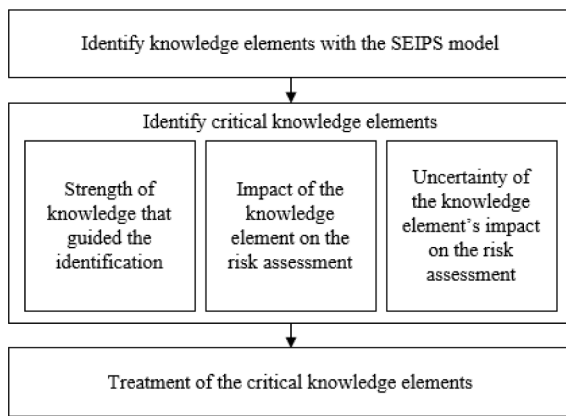 Identify knowledge elements with the SEIPS model
Identify critical knowledge elements
Strength of
knowledge that
guided the
identification
Impact of the
knowledge
element on the
risk assessment
Uncertainty of
the knowledge
element’s impact
on the risk
assessment
Treatment of the critical knowledge elements